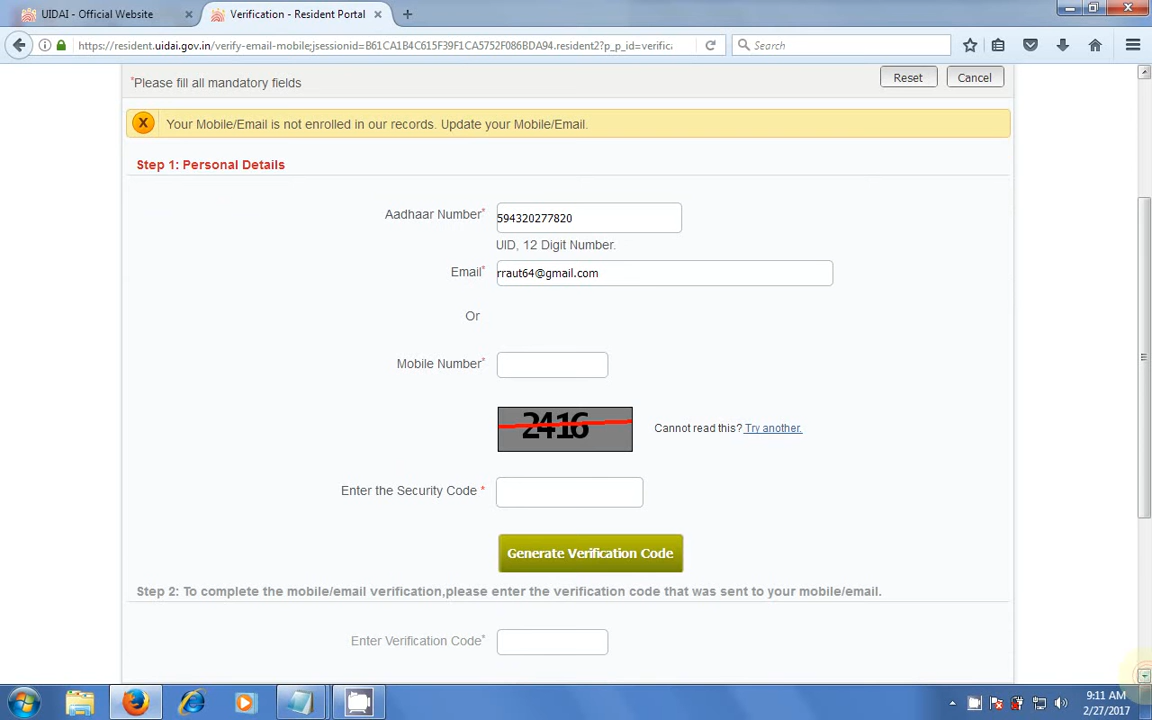 UIDAI - Official Website
Verification - Resident Portal
https://resident.uidai.gov.in/verify-email-mobile;jsessionid=B61CA1B4C615F39F1CA5752F086BDA94.resident2?p_p_id=verifica
Search
*Please fill all mandatory fields
Reset
Cancel
X Your Mobile/Email is not enrolled in our records. Update your Mobile/Email.
Step 1: Personal Details
Aadhaar Number* 594320277820
UID, 12 Digit Number.
Email* rraut64@gmail.com
Or
Mobile Number*
2416 Cannot read this? Try another.
Enter the Security Code *
Generate Verification Code
Step 2: To complete the mobile/email verification,please enter the verification code that was sent to your mobile/email.
Enter Verification Code*
9:11 AM
2/27/2017